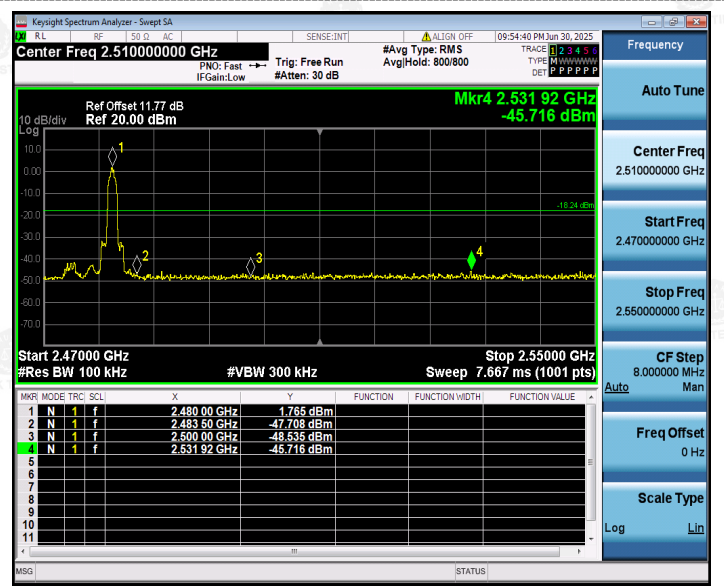 Keysight Spectrum Analyzer - Swept SA
LXI RL RF 50 Ω AC SENSE:INT ALIGN OFF 09:54:40 PM Jun 30, 2025
Center Freq 2.510000000 GHz
PNO: Fast
IFGain:Low
Trig: Free Run
#Atten: 30 dB
#Avg Type: RMS
Avg|Hold: 800/800
TRACE 1 2 3 4 5 6
TYPE M W W W W W
DET P P P P P P
Frequency
Auto Tune
Center Freq
2.510000000 GHz
Start Freq
2.470000000 GHz
Stop Freq
2.550000000 GHz
CF Step
8.000000 MHz
Auto Man
Freq Offset
0 Hz
Scale Type
Log Lin
Mkr4 2.531 92 GHz
-45.716 dBm
Ref Offset 11.77 dB
10 dB/div Ref 20.00 dBm
Log
10.0
0.00
-10.0
-20.0
-30.0
-40.0
-50.0
-60.0
-70.0
1
2
3
4
-18.24 dBm
Start 2.47000 GHz Stop 2.55000 GHz
#Res BW 100 kHz #VBW 300 kHz Sweep 7.667 ms (1001 pts)
MKR MODE TRC SCL X Y FUNCTION FUNCTION WIDTH FUNCTION VALUE
1 N 1 f 2.480 00 GHz 1.765 dBm
2 N 1 f 2.483 50 GHz -47.708 dBm
3 N 1 f 2.500 00 GHz -48.535 dBm
4 N 1 f 2.531 92 GHz -45.716 dBm
5
6
7
8
9
10
11
MSG STATUS